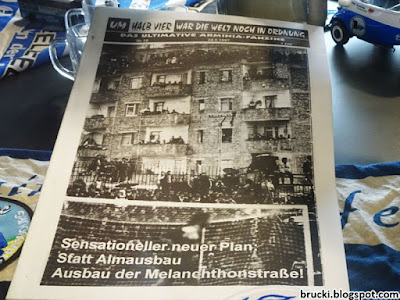 UM HALB VIER WAR DIE WELT NOCH IN ORDNUNG
DAS ULTIMATIVE ARMINIA-FANZINE
Sensationeller neuer Plan:
Statt Almausbau
Ausbau der Melanchthonstraße!
brucki.blogspot.com